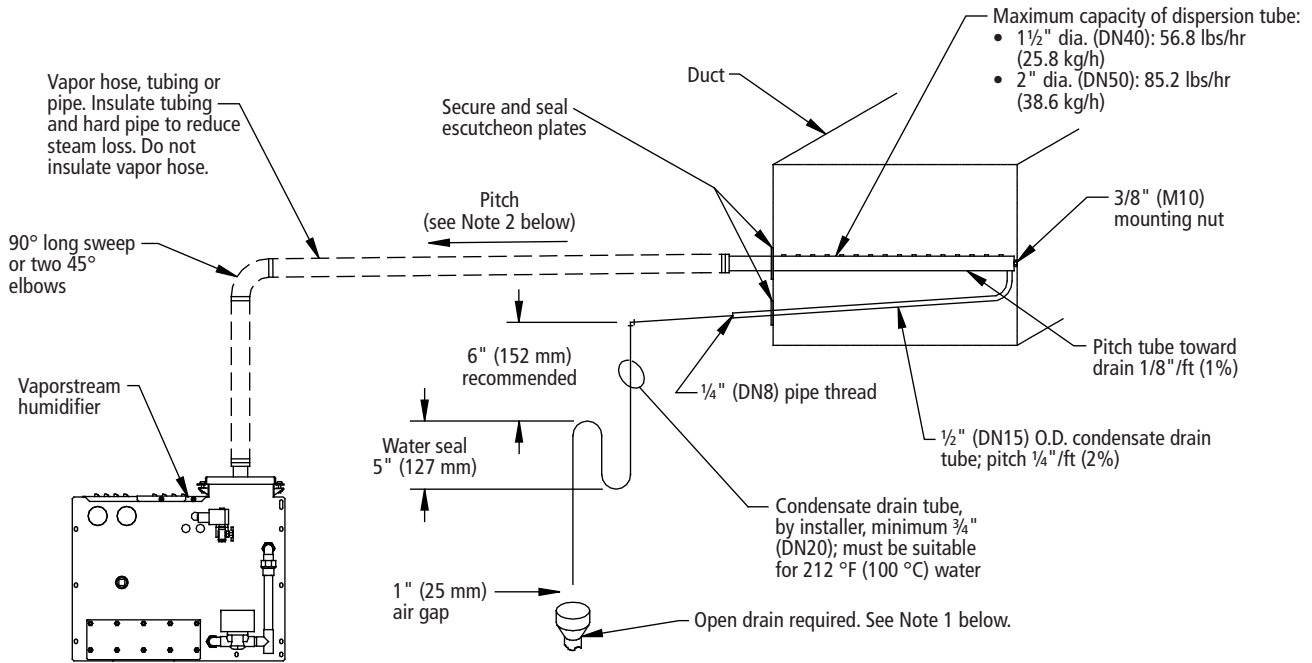 Maximum capacity of dispersion tube:
• 1½" dia. (DN40): 56.8 lbs/hr
(25.8 kg/h)
• 2" dia. (DN50): 85.2 lbs/hr
(38.6 kg/h)
Duct
Vapor hose, tubing or
pipe. Insulate tubing
and hard pipe to reduce
steam loss. Do not
insulate vapor hose.
Secure and seal
escutcheon plates
3/8" (M10)
mounting nut
Pitch
(see Note 2 below)
90° long sweep
or two 45°
elbows
6" (152 mm)
recommended
Pitch tube toward
drain 1/8"/ft (1%)
¼" (DN8) pipe thread
Vaporstream
humidifier
½" (DN15) O.D. condensate drain
tube; pitch ¼"/ft (2%)
Water seal
5" (127 mm)
Condensate drain tube,
by installer, minimum ¾"
(DN20); must be suitable
for 212 °F (100 °C) water
1" (25 mm)
air gap
Open drain required. See Note 1 below.